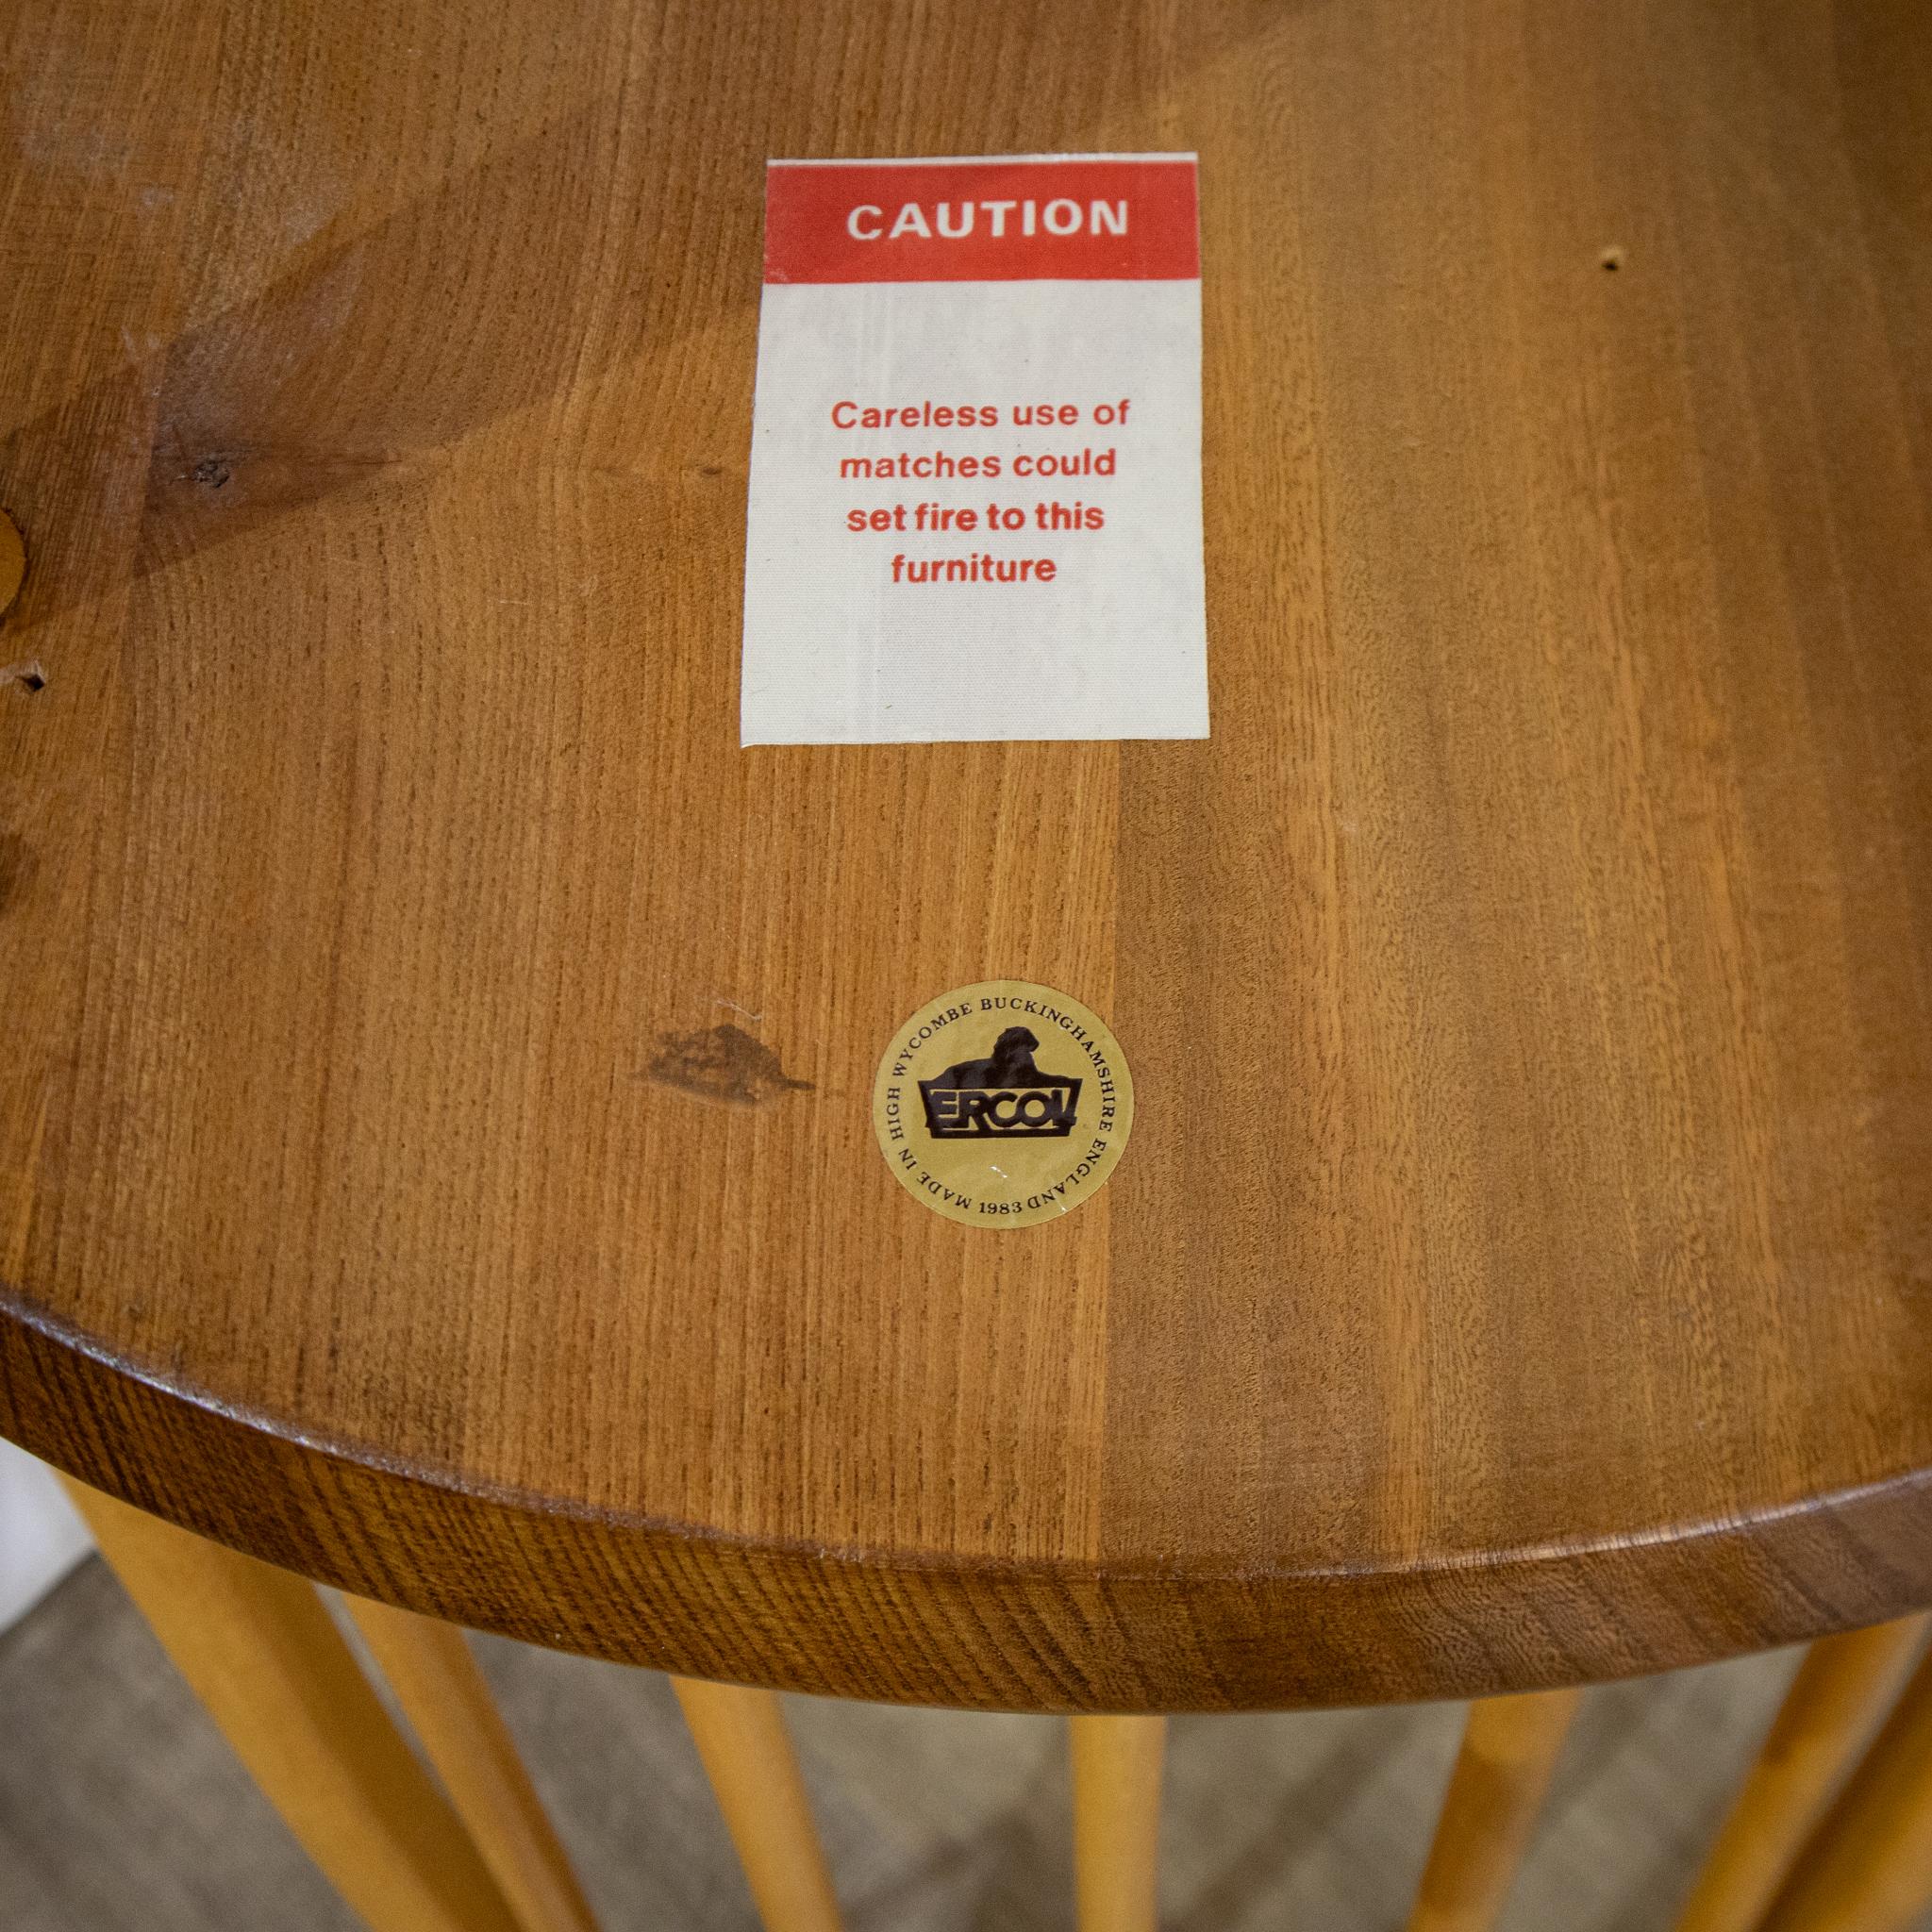 CAUTION
Careless use of
matches could
set fire to this
furniture
MADE IN HIGH WYCOMBE BUCKINGHAMSHIRE ENGLAND
ERCOL
1983